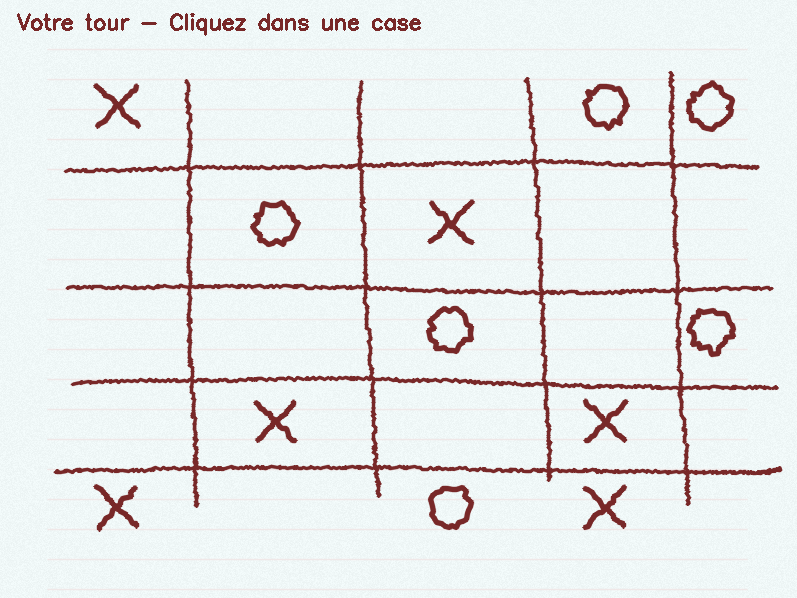 Votre tour — Cliquez dans une case
X O O
O X
O O
X X
X O X